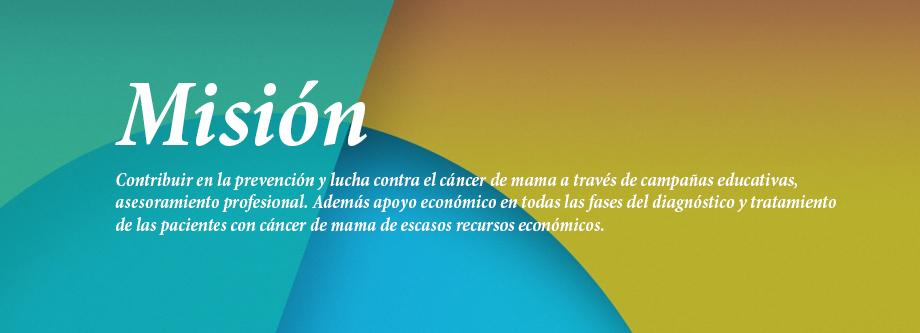 Misión
Contribuir en la prevención y lucha contra el cáncer de mama a través de campañas educativas,
asesoramiento profesional. Además apoyo económico en todas las fases del diagnóstico y tratamiento
de las pacientes con cáncer de mama de escasos recursos económicos.